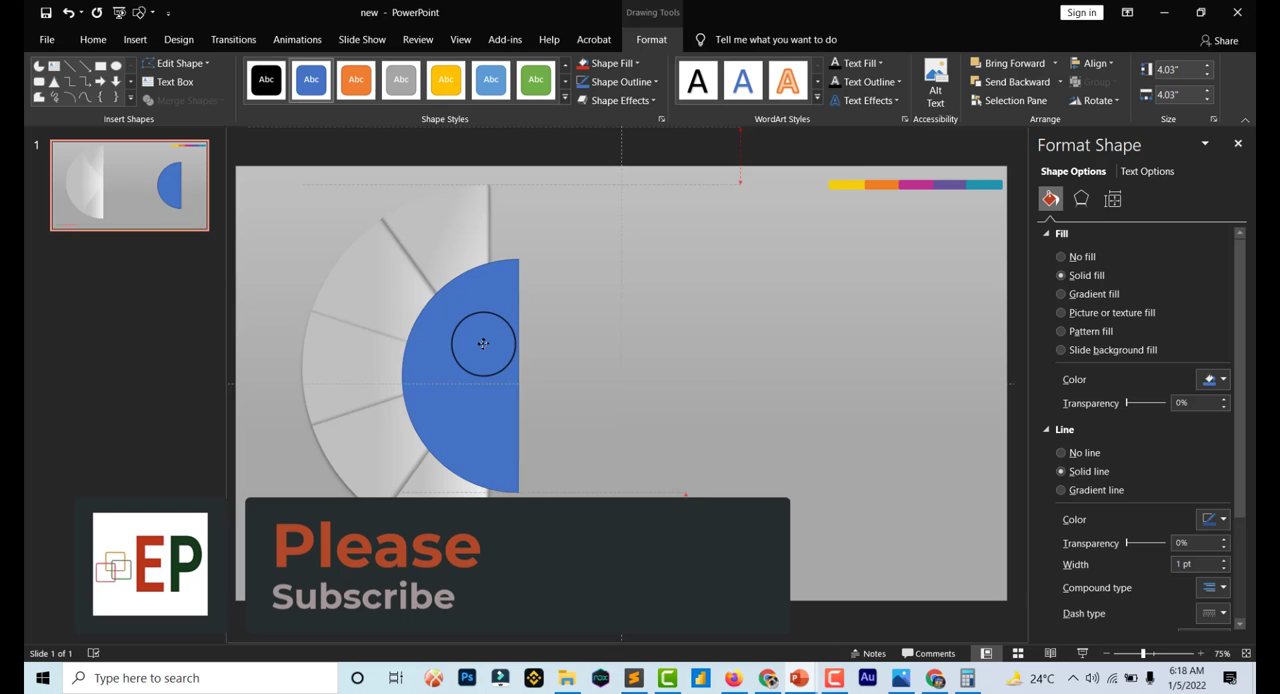 new - PowerPoint
Drawing Tools
Sign in
File
Home
Insert
Design
Transitions
Animations
Slide Show
Review
View
Add-ins
Help
Acrobat
Format
Tell me what you want to do
Share
Edit Shape
Text Box
Merge Shapes
Insert Shapes
Abc Abc Abc Abc Abc Abc Abc
Shape Fill
Shape Outline
Shape Effects
Shape Styles
A A A
Text Fill
Text Outline
Text Effects
WordArt Styles
Alt
Text
Accessibility
Bring Forward
Send Backward
Selection Pane
Align
Group
Rotate
Arrange
4.03"
4.03"
Size
1
Format Shape
Shape Options
Text Options
Fill
No fill
Solid fill
Gradient fill
Picture or texture fill
Pattern fill
Slide background fill
Color
Transparency
0%
Line
No line
Solid line
Gradient line
Color
Transparency
0%
Width
1 pt
Compound type
Dash type
EP
Please
Subscribe
Slide 1 of 1
Notes
Comments
75%
Type here to search
Ps
nox
Au
24°C
6:18 AM
1/5/2022